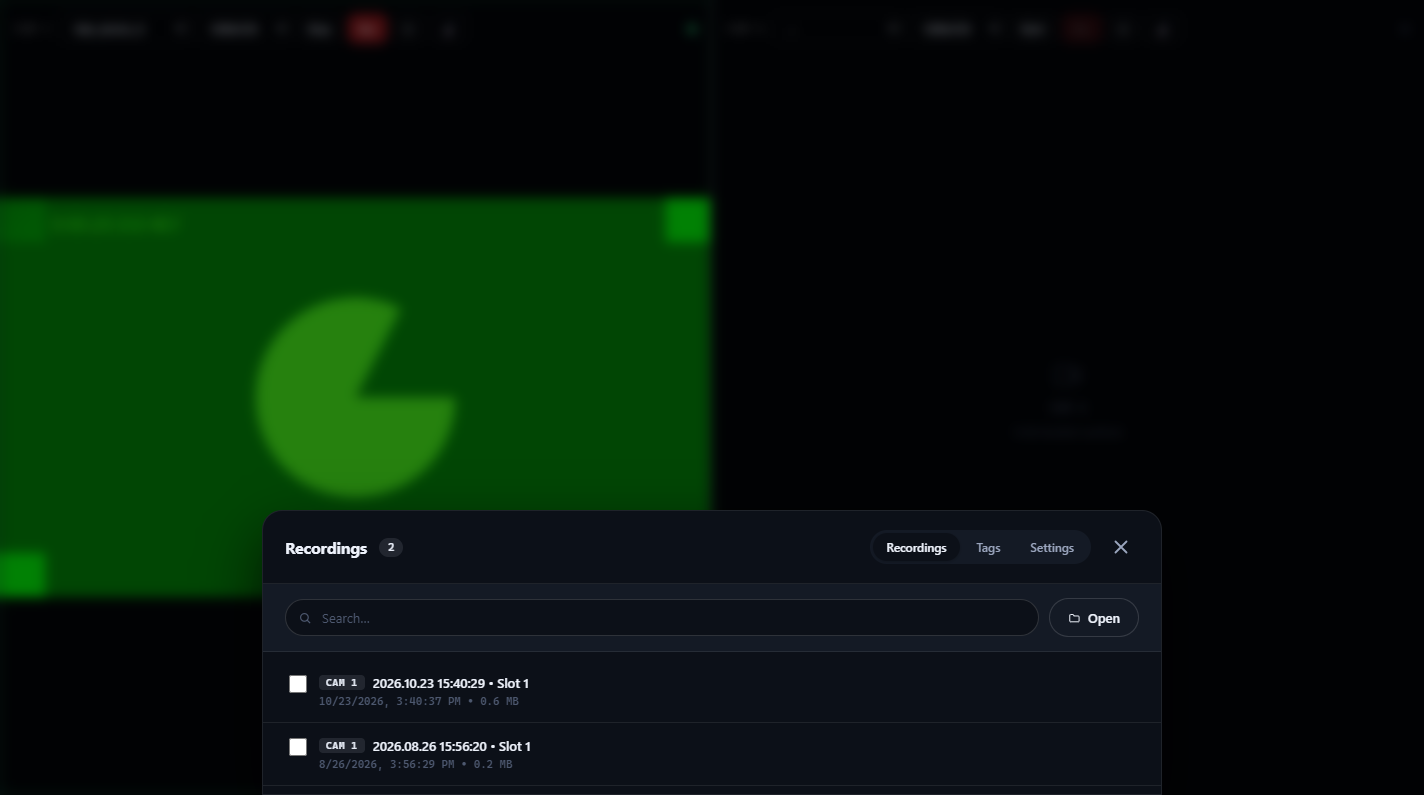 Recordings 2
Recordings Tags Settings
Search...
Open
CAM 1 2026.10.23 15:40:29 • Slot 1
10/23/2026, 3:40:37 PM • 0.6 MB
CAM 1 2026.08.26 15:56:20 • Slot 1
8/26/2026, 3:56:29 PM • 0.2 MB